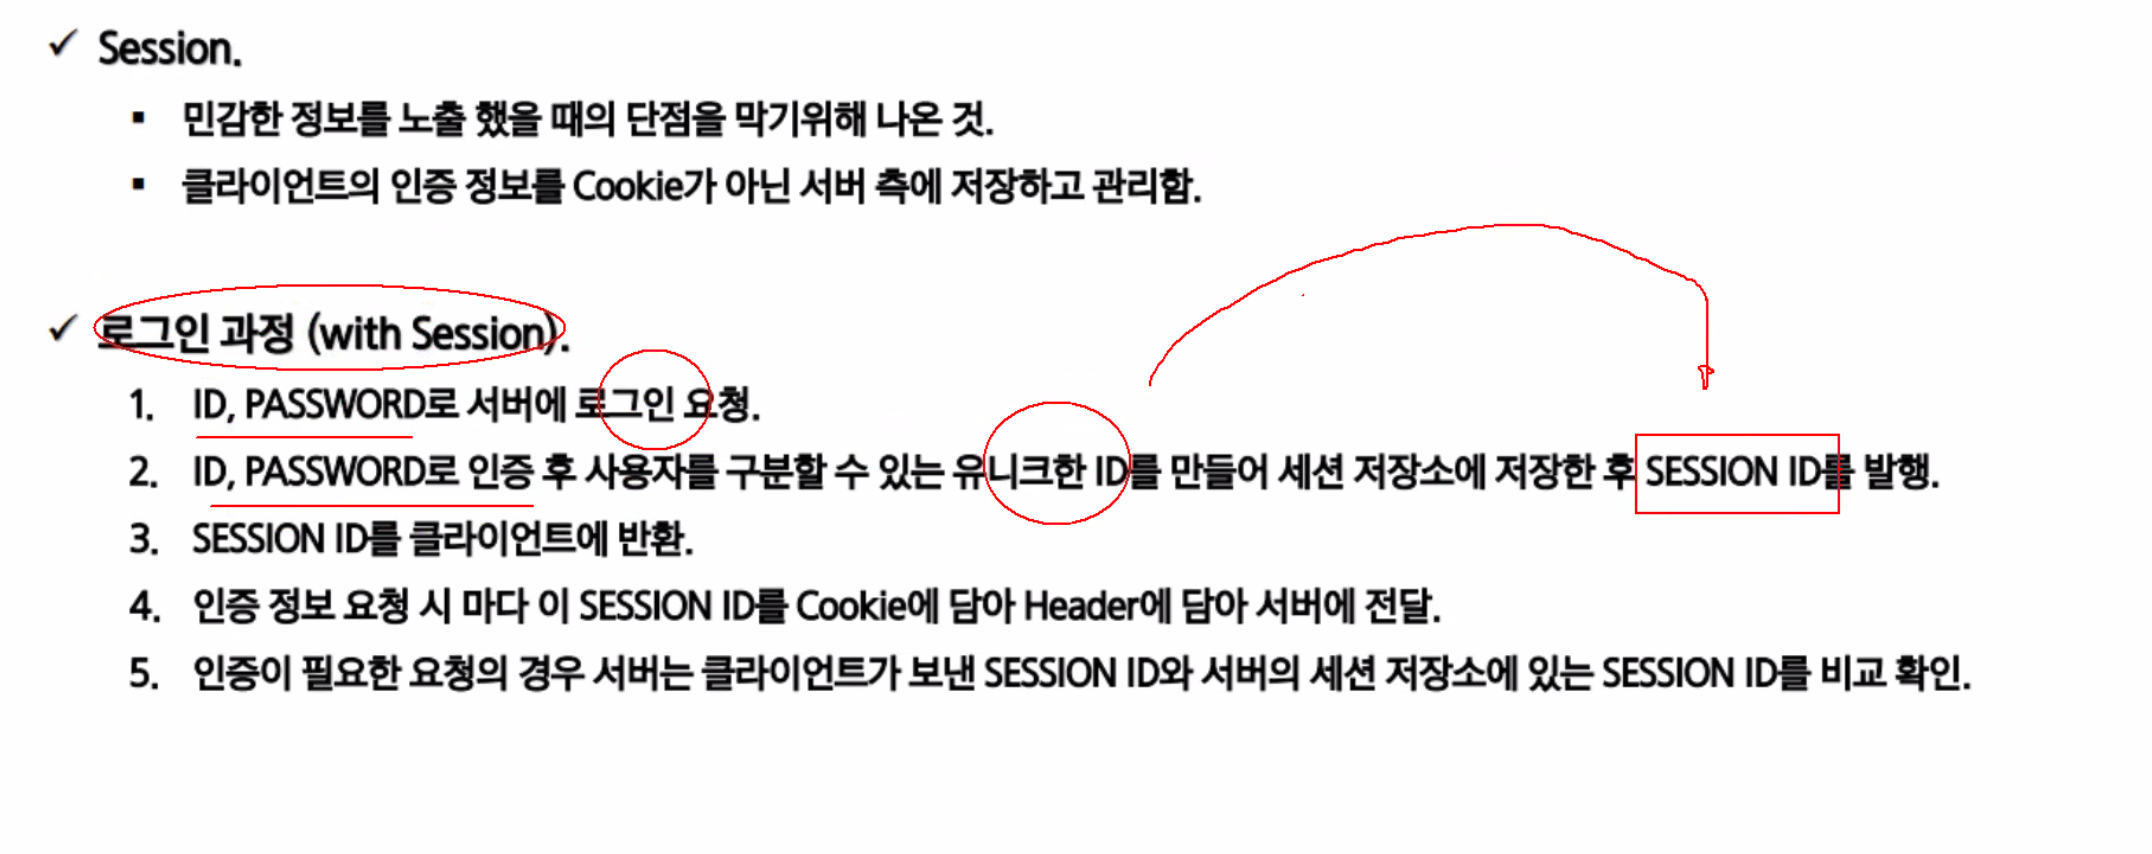 ✓ Session.
▪ 민감한 정보를 노출 했을 때의 단점을 막기위해 나온 것.
▪ 클라이언트의 인증 정보를 Cookie가 아닌 서버 측에 저장하고 관리함.
✓ 로그인 과정 (with Session).
1. ID, PASSWORD로 서버에 로그인 요청.
2. ID, PASSWORD로 인증 후 사용자를 구분할 수 있는 유니크한 ID를 만들어 세션 저장소에 저장한 후 SESSION ID를 발행.
3. SESSION ID를 클라이언트에 반환.
4. 인증 정보 요청 시 마다 이 SESSION ID를 Cookie에 담아 Header에 담아 서버에 전달.
5. 인증이 필요한 요청의 경우 서버는 클라이언트가 보낸 SESSION ID와 서버의 세션 저장소에 있는 SESSION ID를 비교 확인.